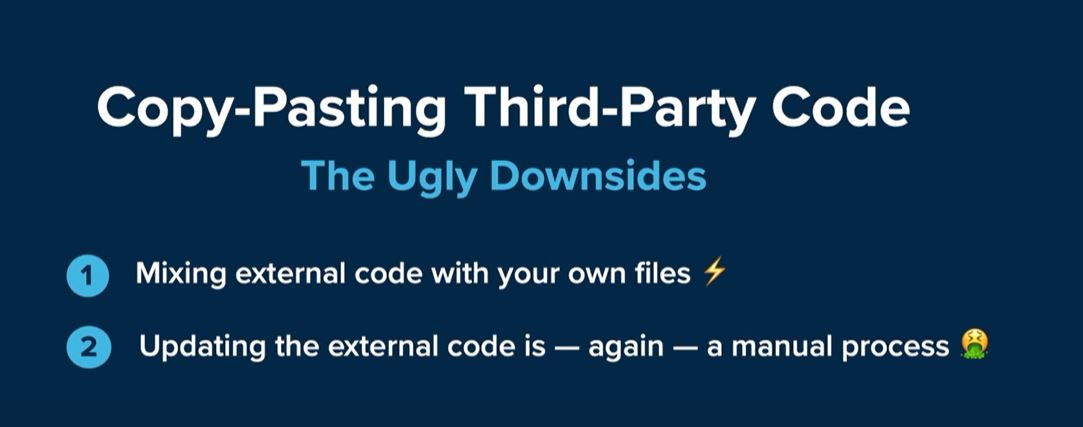 Copy-Pasting Third-Party Code
The Ugly Downsides
1 Mixing external code with your own files ⚡
2 Updating the external code is — again — a manual process 🤮